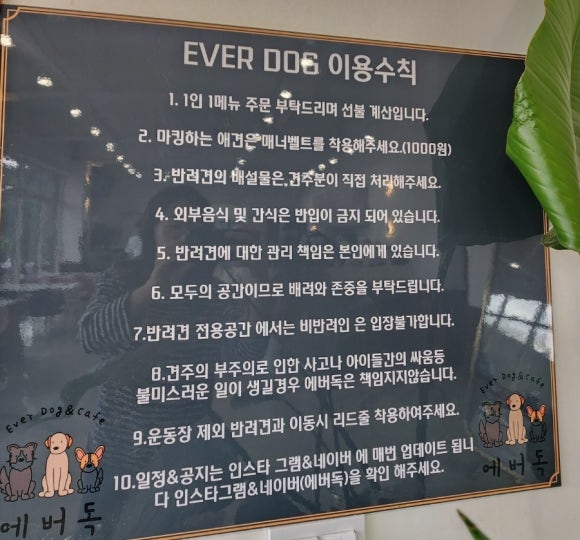 EVER DOG 이용수칙
1. 1인 1메뉴 주문 부탁드리며 선불 계산입니다.
2. 마킹하는 애견은 매너벨트를 착용해주세요.(1000원)
3. 반려견의 배설물은,견주분이 직접 처리해주세요.
4. 외부음식 및 간식은 반입이 금지 되어 있습니다.
5. 반려견에 대한 관리 책임은 본인에게 있습니다.
6. 모두의 공간이므로 배려와 존중을 부탁드립니다.
7.반려견 전용공간 에서는 비반려인 은 입장불가합니다.
8.견주의 부주의로 인한 사고나 아이들간의 싸움등
불미스러운 일이 생길경우 에버독은 책임지지않습니다.
9.운동장 제외 반려견과 이동시 리드줄 착용하여주세요.
10.일정&공지는 인스타 그램&네이버 에 매번 업데이트 됩니
다 인스타그램&네이버(에버독)을 확인 해주세요.
Ever Dog & Cafe
에버독
Ever Dog & Cafe
에버독